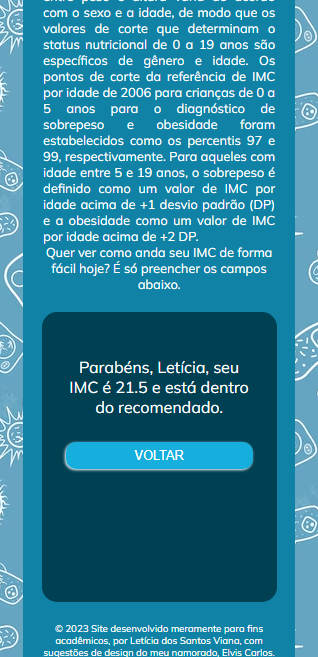 entre peso e altura varia de acordo
com o sexo e a idade, de modo que os
valores de corte que determinam o
status nutricional de 0 a 19 anos são
específicos de gênero e idade. Os
pontos de corte da referência de IMC
por idade de 2006 para crianças de 0 a
5 anos para o diagnóstico de
sobrepeso e obesidade foram
estabelecidos como os percentis 97 e
99, respectivamente. Para aqueles com
idade entre 5 e 19 anos, o sobrepeso é
definido como um valor de IMC por
idade acima de +1 desvio padrão (DP)
e a obesidade como um valor de IMC
por idade acima de +2 DP.
Quer ver como anda seu IMC de forma
fácil hoje? É só preencher os campos
abaixo.
Parabéns, Letícia, seu
IMC é 21.5 e está dentro
do recomendado.
VOLTAR
© 2023 Site desenvolvido meramente para fins
acadêmicos, por Letícia dos Santos Viana, com
sugestões de design do meu namorado, Elvis Carlos.